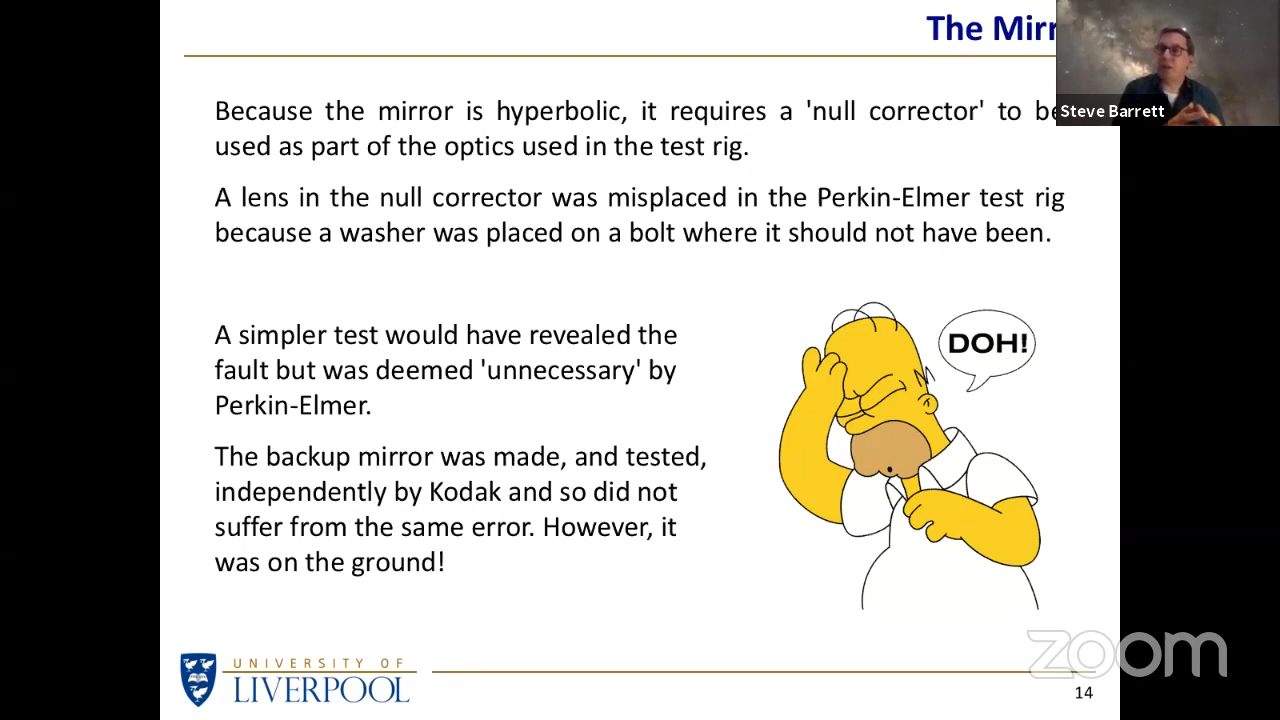 The Mirr
Steve Barrett
Because the mirror is hyperbolic, it requires a 'null corrector' to be
used as part of the optics used in the test rig.
A lens in the null corrector was misplaced in the Perkin-Elmer test rig
because a washer was placed on a bolt where it should not have been.
A simpler test would have revealed the
fault but was deemed 'unnecessary' by
Perkin-Elmer.
DOH!
The backup mirror was made, and tested,
independently by Kodak and so did not
suffer from the same error. However, it
was on the ground!
UNIVERSITY OF
LIVERPOOL
zoom
14